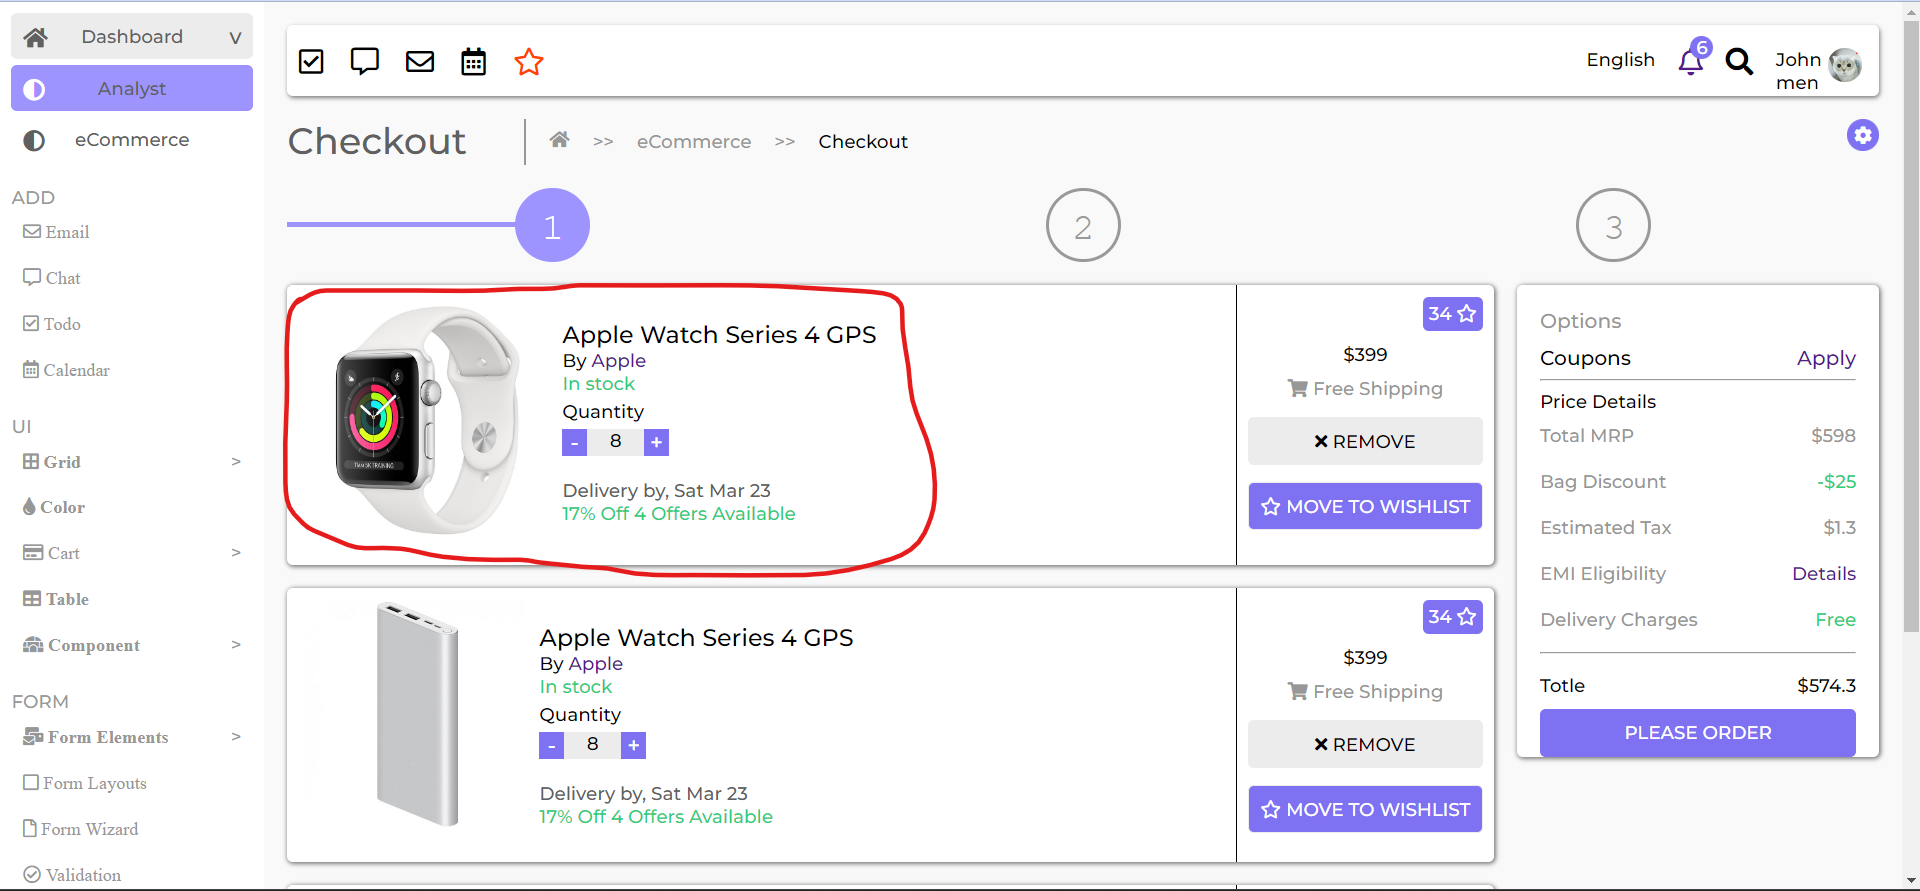 Dashboard V
Analyst
eCommerce
ADD
Email
Chat
Todo
Calendar
UI
Grid >
Color
Cart >
Table
Component >
FORM
Form Elements >
Form Layouts
Form Wizard
Validation
English 6 John
men
Checkout >> eCommerce >> Checkout
1 2 3
Apple Watch Series 4 GPS
By Apple
In stock
Quantity
- 8 +
Delivery by, Sat Mar 23
17% Off 4 Offers Available
34
$399
Free Shipping
REMOVE
MOVE TO WISHLIST
Apple Watch Series 4 GPS
By Apple
In stock
Quantity
- 8 +
Delivery by, Sat Mar 23
17% Off 4 Offers Available
34
$399
Free Shipping
REMOVE
MOVE TO WISHLIST
Options
Coupons Apply
Price Details
Total MRP $598
Bag Discount -$25
Estimated Tax $1.3
EMI Eligibility Details
Delivery Charges Free
Totle $574.3
PLEASE ORDER